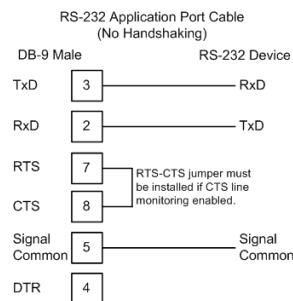 RS-232 Application Port Cable
(No Handshaking)
DB-9 Male RS-232 Device
TxD 3 RxD
RxD 2 TxD
RTS 7
RTS-CTS jumper must
be installed if CTS line
monitoring enabled.
CTS 8
Signal
Common 5 Signal
Common
DTR 4